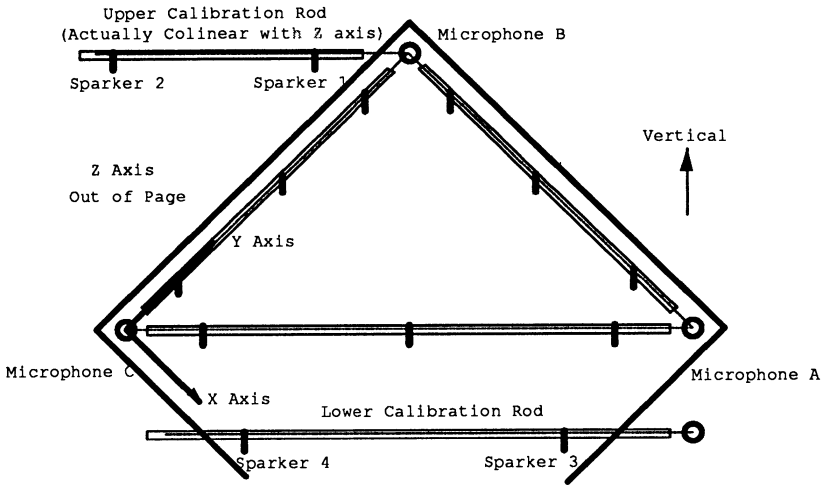 Upper Calibration Rod
(Actually Colinear with Z axis)
Microphone B
Sparker 2
Sparker 1
Vertical
Z Axis
Out of Page
Y Axis
Microphone C
Microphone A
X Axis
Lower Calibration Rod
Sparker 4
Sparker 3